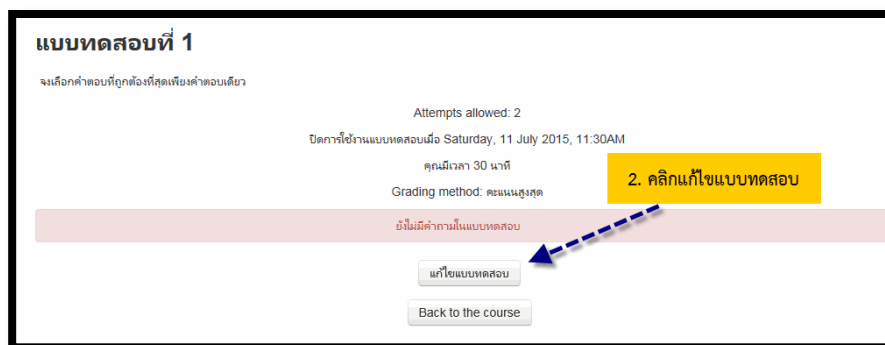 แบบทดสอบที่ 1
จงเลือกคำตอบที่ถูกต้องที่สุดเพียงคำตอบเดียว
Attempts allowed: 2
ปิดการใช้งานแบบทดสอบเมื่อ Saturday, 11 July 2015, 11:30AM
คุณมีเวลา 30 นาที
Grading method: คะแนนสูงสุด
2. คลิกแก้ไขแบบทดสอบ
ยังไม่มีคำถามในแบบทดสอบ
แก้ไขแบบทดสอบ
Back to the course